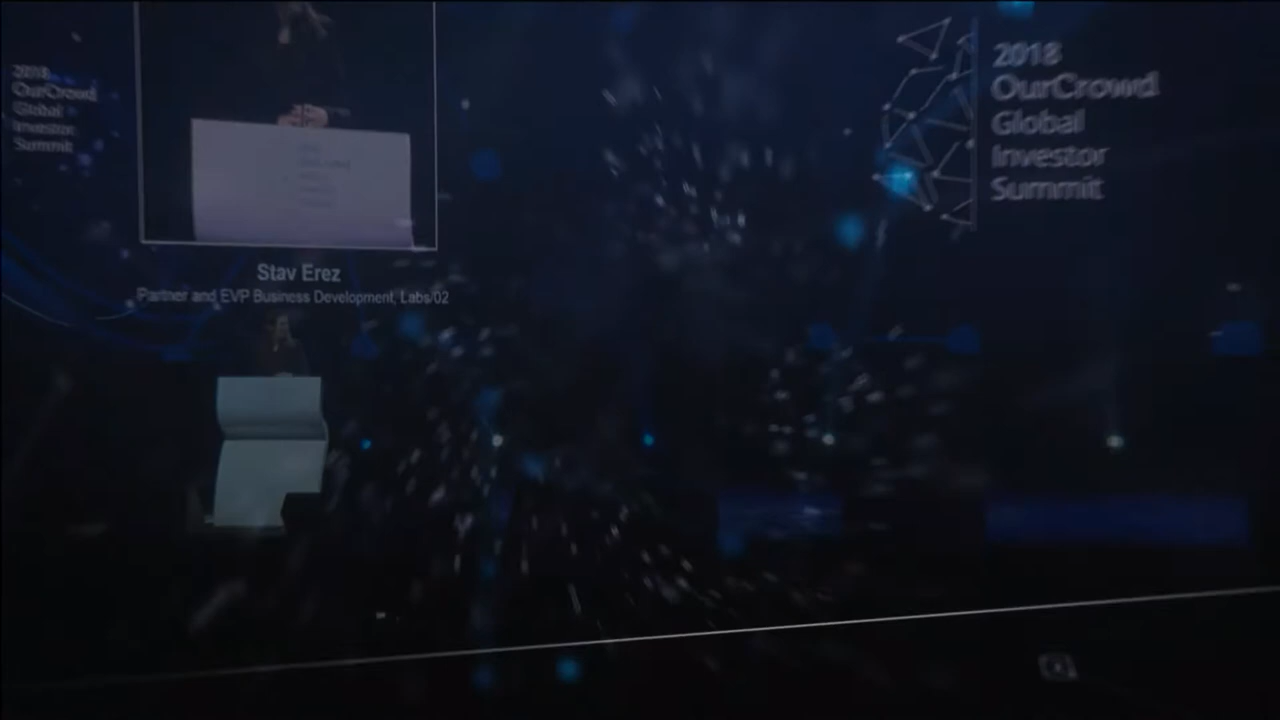 2018
OurCrowd
Global
Investor
Summit
Stav Erez
Partner and EVP Business Development, Labs/02
2018
OurCrowd
Global
Investor
Summit